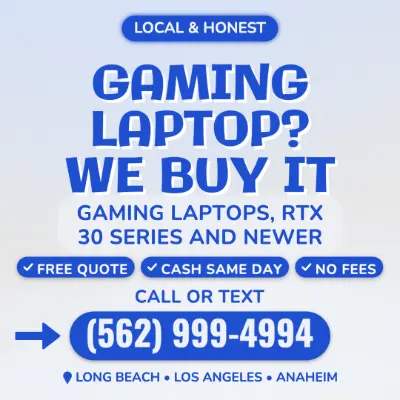 LOCAL & HONEST
GAMING
LAPTOP?
WE BUY IT
GAMING LAPTOPS, RTX
30 SERIES AND NEWER
✓ FREE QUOTE ✓ CASH SAME DAY ✓ NO FEES
CALL OR TEXT
(562) 999-4994
LONG BEACH • LOS ANGELES • ANAHEIM